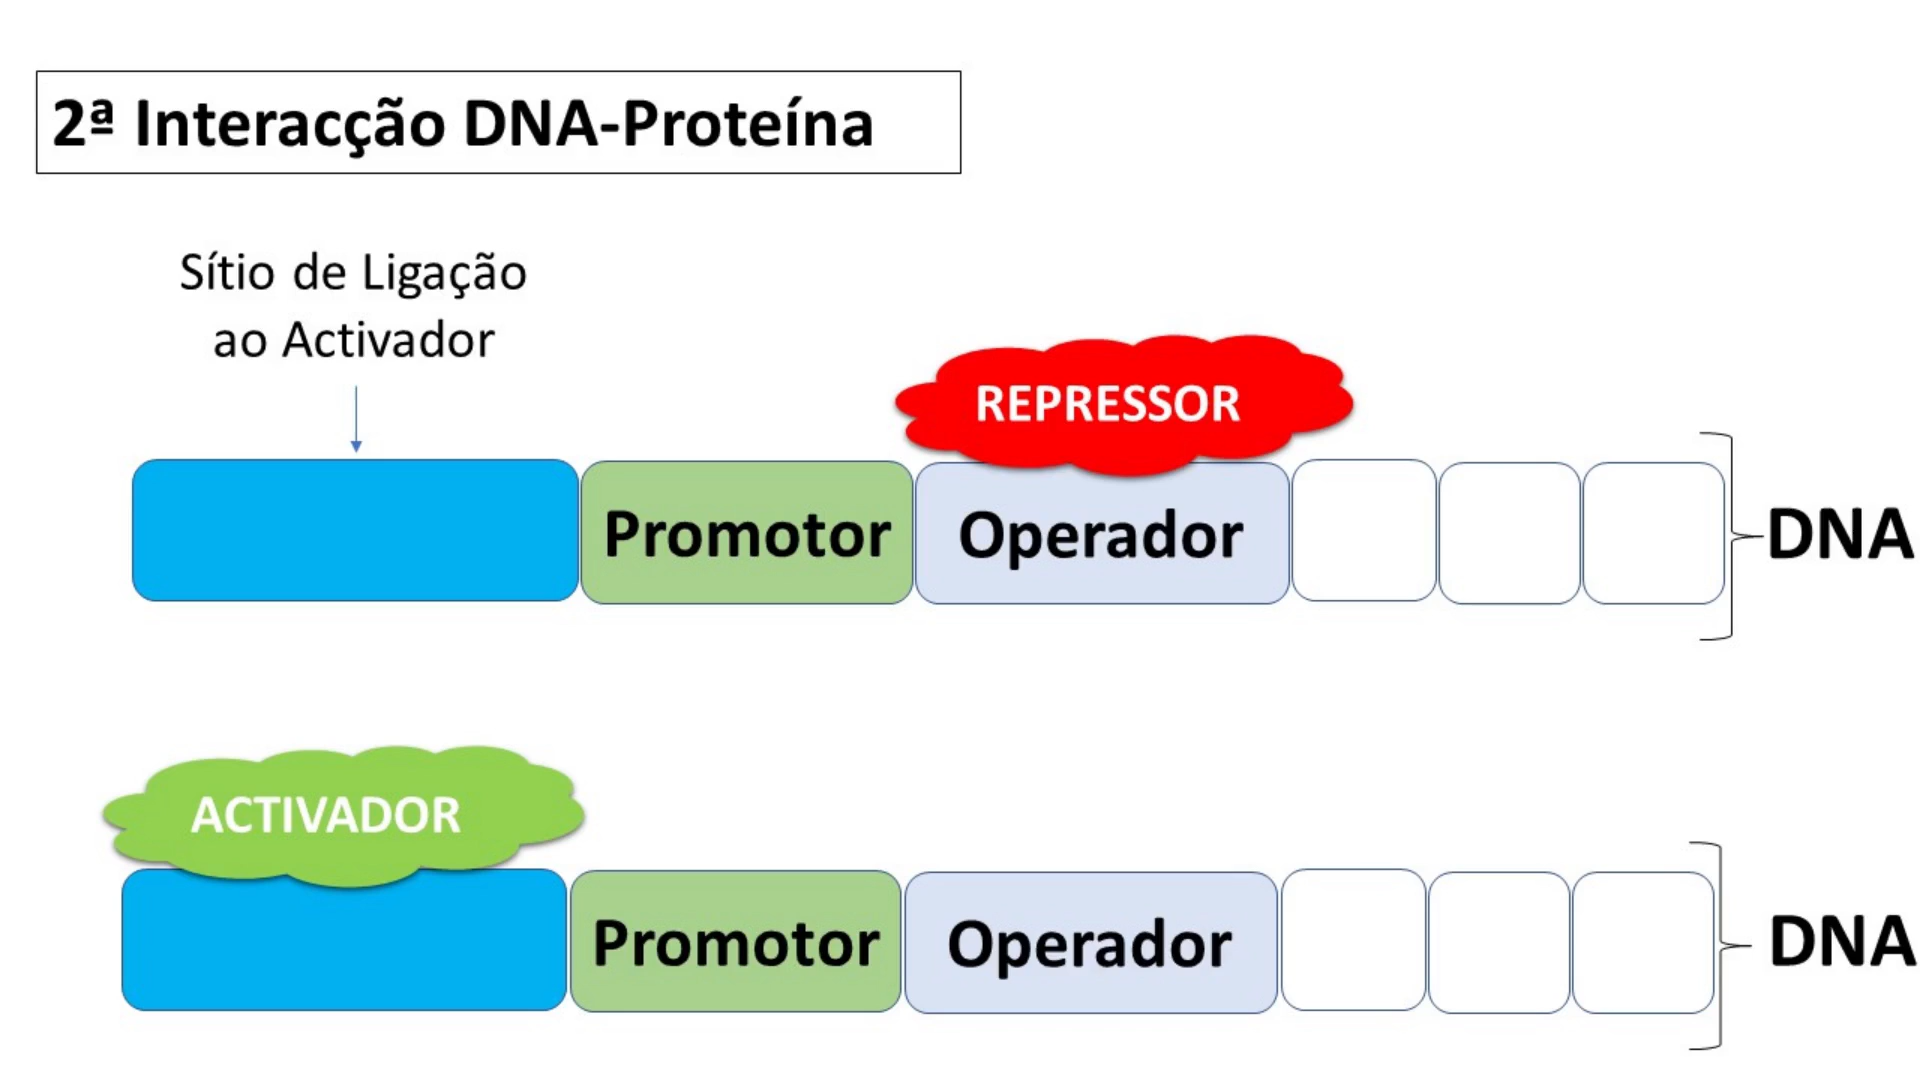 2ª Interacção DNA-Proteína
Sítio de Ligação
ao Activador
REPRESSOR
Promotor
Operador
DNA
ACTIVADOR
Promotor
Operador
DNA